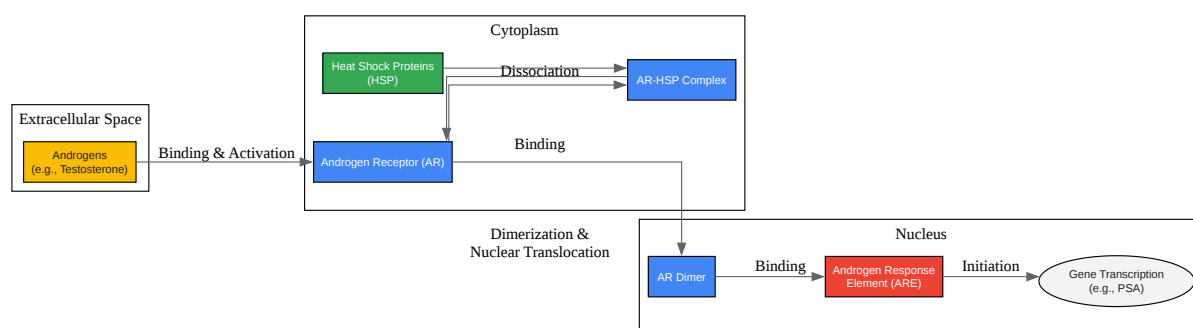 Cytoplasm
Heat Shock Proteins
(HSP)
Dissociation
AR-HSP Complex
Extracellular Space
Androgens
(e.g., Testosterone)
Binding & Activation
Androgen Receptor (AR)
Binding
Dimerization &
Nuclear Translocation
Nucleus
AR Dimer
Binding
Androgen Response
Element (ARE)
Initiation
Gene Transcription
(e.g., PSA)